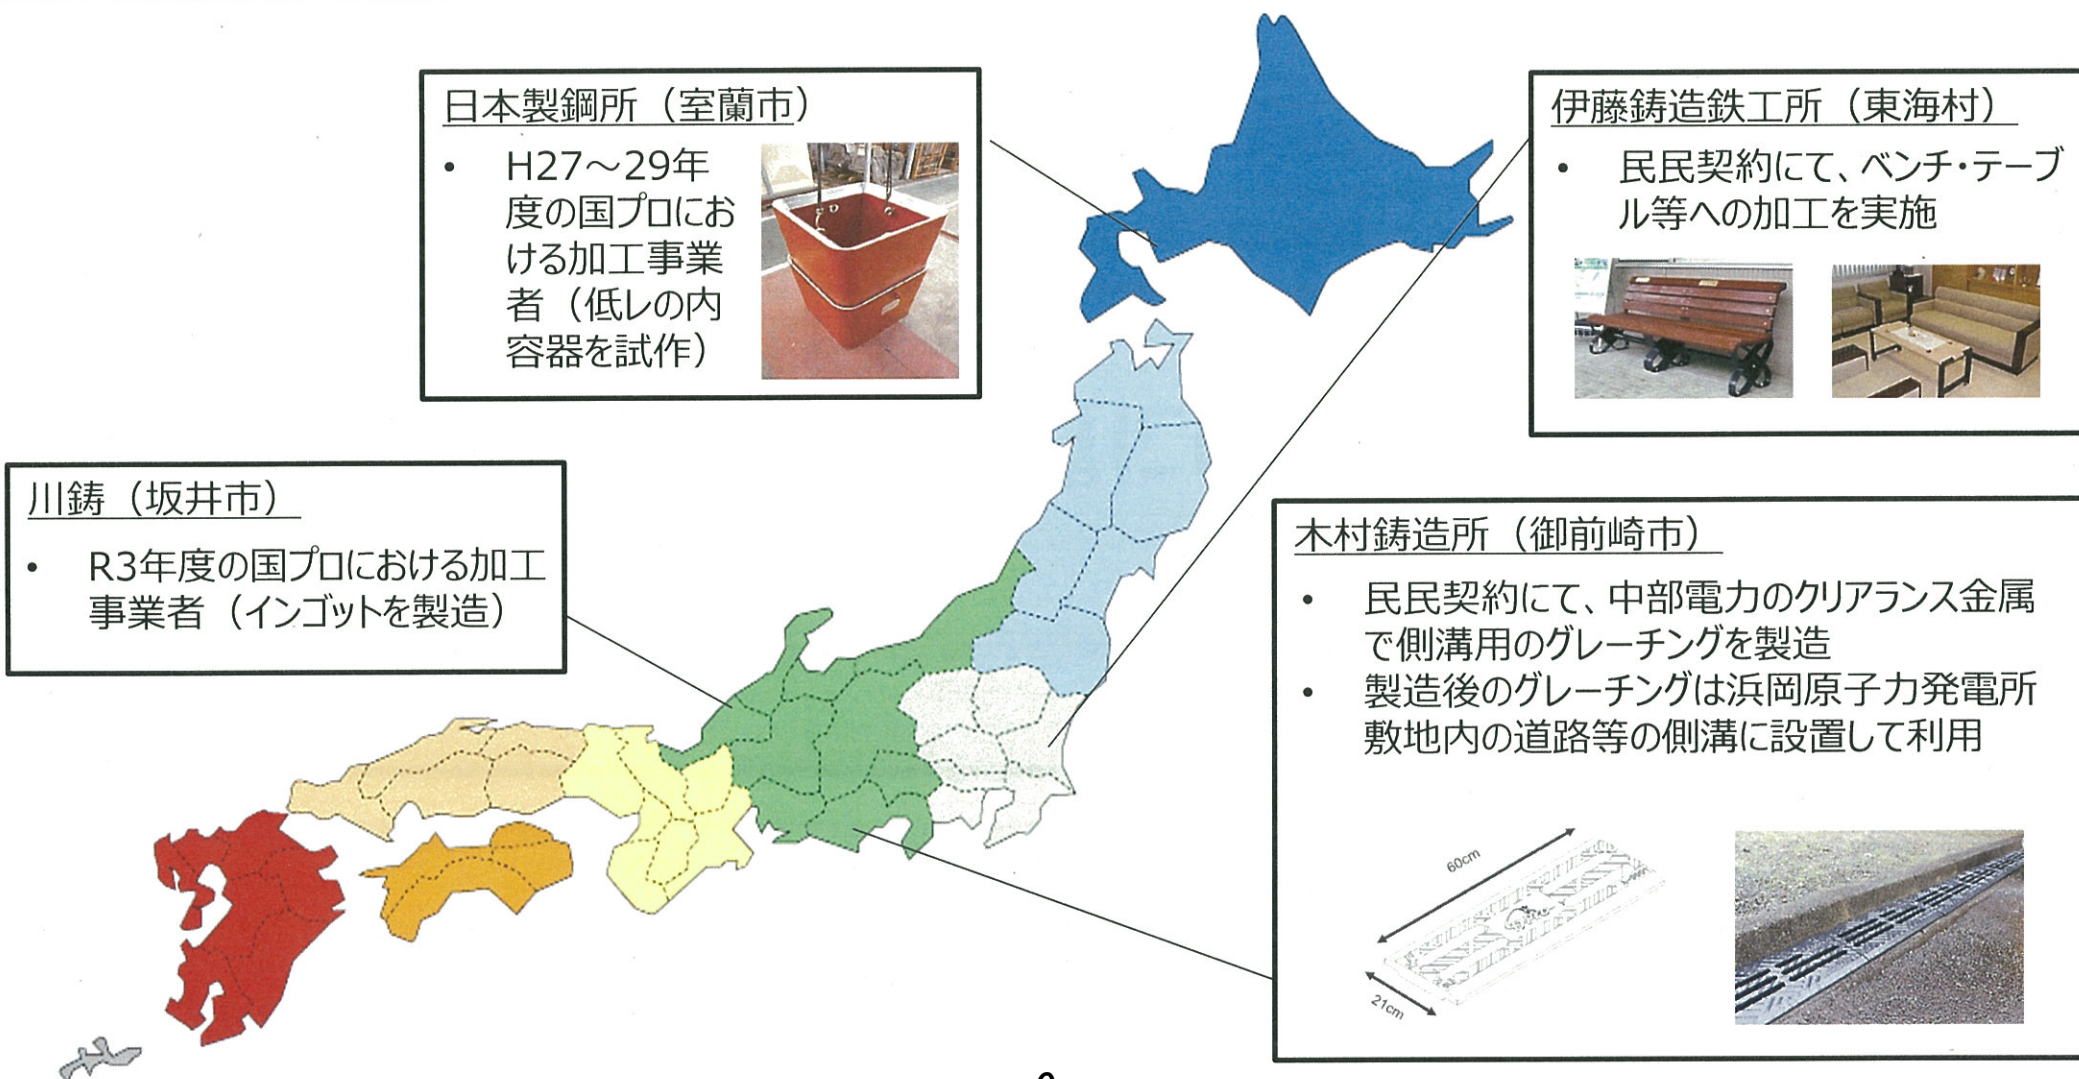 日本製鋼所（室蘭市）
• H27～29年
度の国プロにお
ける加工事業
者（低レの内
容器を試作）
伊藤鋳造鉄工所（東海村）
• 民民契約にて、ベンチ・テーブ
ル等への加工を実施
川鋳（坂井市）
• R3年度の国プロにおける加工
事業者（インゴットを製造）
木村鋳造所（御前崎市）
• 民民契約にて、中部電力のクリアランス金属
で側溝用のグレーチングを製造
• 製造後のグレーチングは浜岡原子力発電所
敷地内の道路等の側溝に設置して利用
60cm
21cm